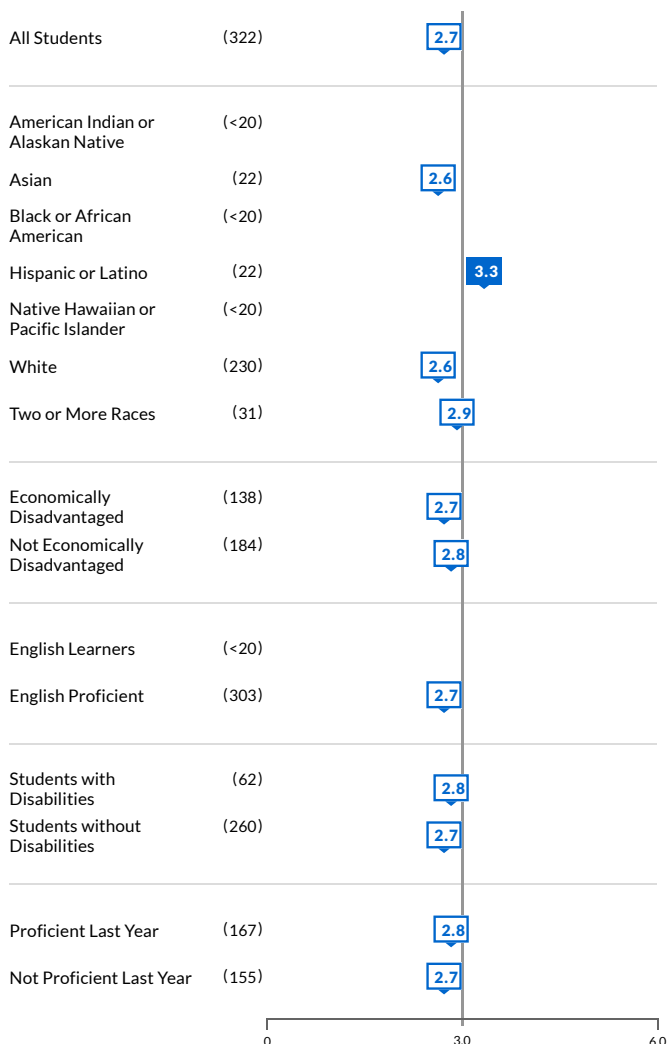 All Students (322) 2.7
American Indian or (<20)
Alaskan Native
Asian (22) 2.6
Black or African (<20)
American
Hispanic or Latino (22) 3.3
Native Hawaiian or (<20)
Pacific Islander
White (230) 2.6
Two or More Races (31) 2.9
Economically (138) 2.7
Disadvantaged
Not Economically (184) 2.8
Disadvantaged
English Learners (<20)
English Proficient (303) 2.7
Students with (62) 2.8
Disabilities
Students without (260) 2.7
Disabilities
Proficient Last Year (167) 2.8
Not Proficient Last Year (155) 2.7
0 3.0 6.0